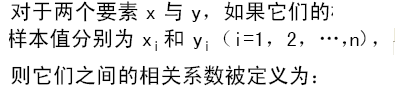 对于两个要素 x 与 y，如果它们的
样本值分别为 xᵢ 和 yᵢ（i=1，2，…,n)，
则它们之间的相关系数被定义为：